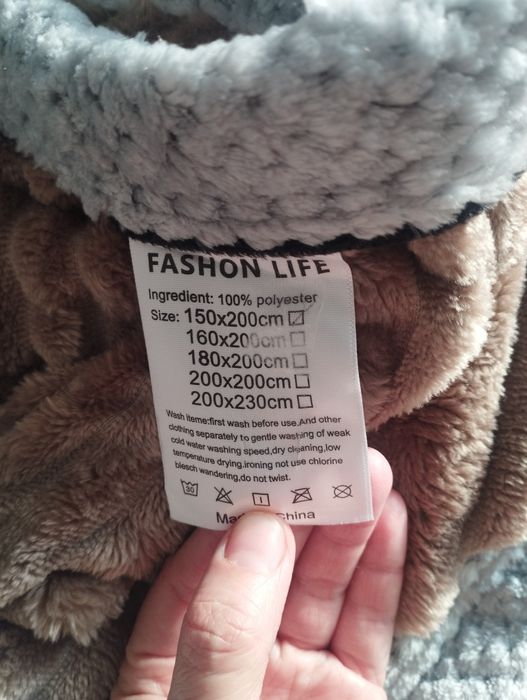 FASHON LIFE
Ingredient: 100% polyester
Size: 150x200cm
160x200cm
180x200cm
200x200cm
200x230cm
Wash iteme:first wash before use.And other
clothing separately to gentle washing of weak
cold water washing speed,dry cleaning,low
temperature drying.ironing not use chlorine
blesch wandering,do not twist.
30
China